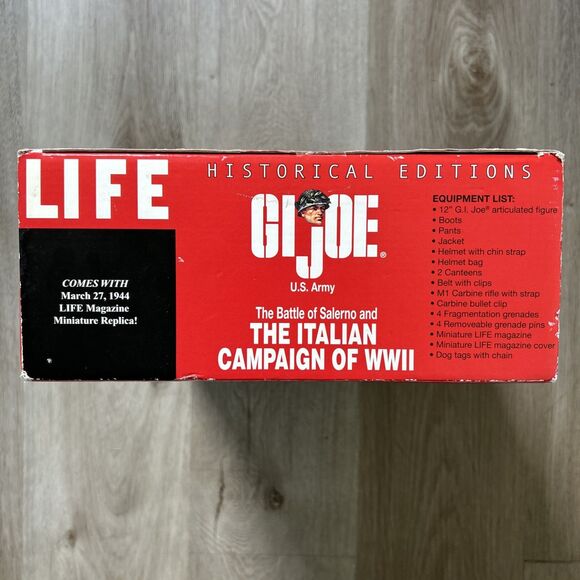 LIFE
HISTORICAL EDITIONS
GIJOE®
U.S. Army
The Battle of Salerno and
THE ITALIAN
CAMPAIGN OF WWII
COMES WITH
March 27, 1944
LIFE Magazine
Miniature Replica!
EQUIPMENT LIST:
• 12" G.I. Joe® articulated figure
• Boots
• Pants
• Jacket
• Helmet with chin strap
• Helmet bag
• 2 Canteens
• Belt with clips
• M1 Carbine rifle with strap
• Carbine bullet clip
• 4 Fragmentation grenades
• 4 Removeable grenade pins
• Miniature LIFE magazine
• Miniature LIFE magazine cover
• Dog tags with chain